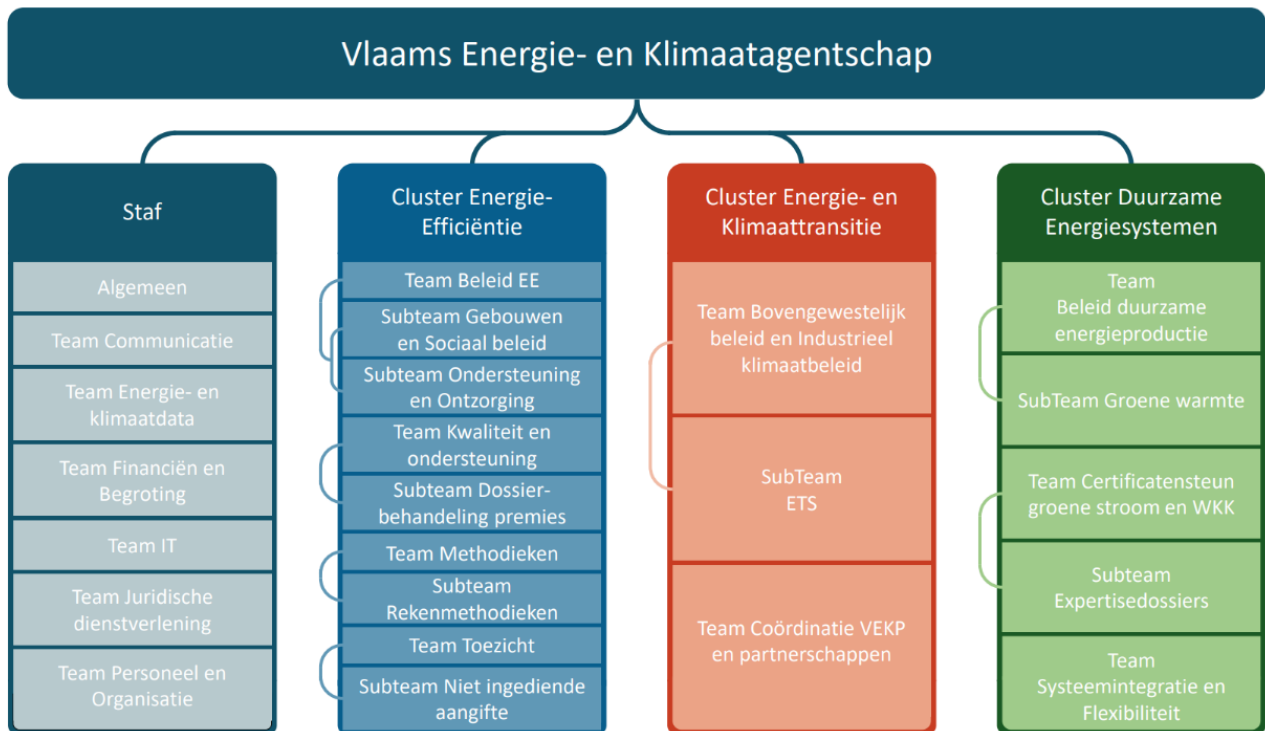 Vlaams Energie- en Klimaatagentschap
Staf
Algemeen
Team Communicatie
Team Energie- en
klimaatdata
Team Financiën en
Begroting
Team IT
Team Juridische
dienstverlening
Team Personeel en
Organisatie
Cluster Energie-
Efficiëntie
Team Beleid EE
Subteam Gebouwen
en Sociaal beleid
Subteam Ondersteuning
en Ontzorging
Team Kwaliteit en
ondersteuning
Subteam Dossier-
behandeling premies
Team Methodieken
Subteam
Rekenmethodieken
Team Toezicht
Subteam Niet ingediende
aangifte
Cluster Energie- en
Klimaattransitie
Team Bovengewestelijk
beleid en Industrieel
klimaatbeleid
SubTeam
ETS
Team Coördinatie VEKP
en partnerschappen
Cluster Duurzame
Energiesystemen
Team
Beleid duurzame
energieproductie
SubTeam Groene warmte
Team Certificatensteun
groene stroom en WKK
Subteam
Expertisedossiers
Team
Systeemintegratie en
Flexibiliteit